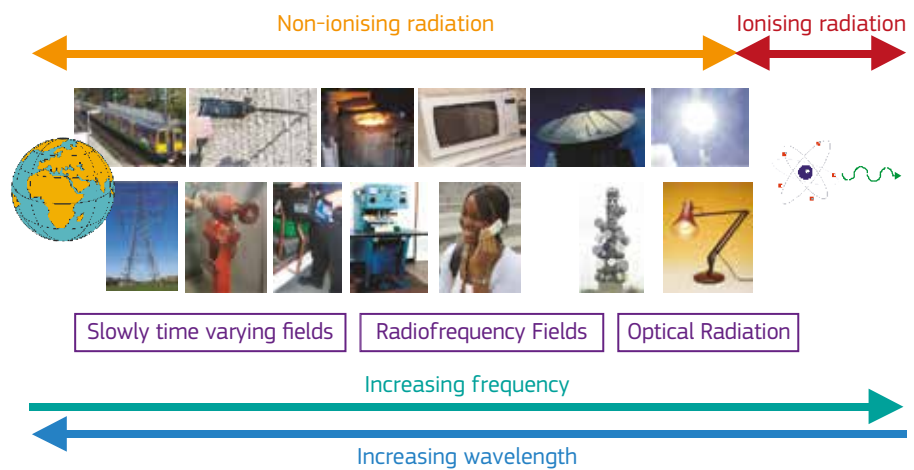 Non-ionising radiation
Ionising radiation
Slowly time varying fields
Radiofrequency Fields
Optical Radiation
Increasing frequency
Increasing wavelength